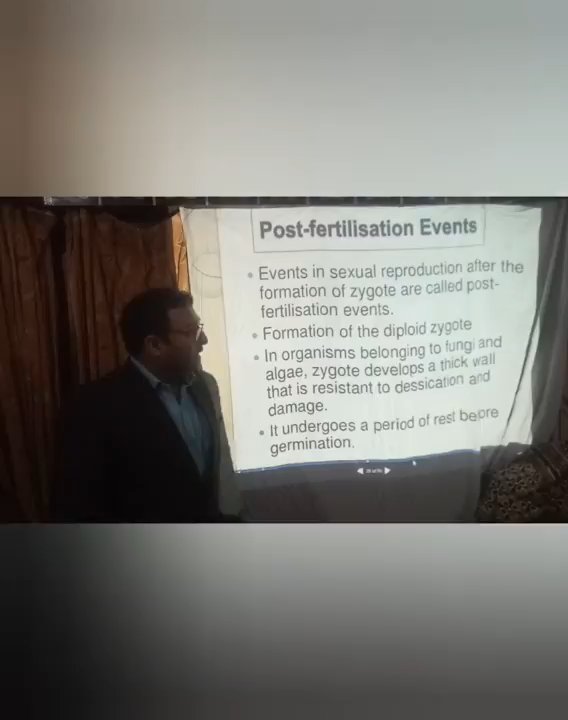 Post-fertilisation Events
• Events in sexual reproduction after the
formation of zygote are called post-
fertilisation events.
• Formation of the diploid zygote
• In organisms belonging to fungi and
algae, zygote develops a thick wall
that is resistant to dessication and
damage.
• It undergoes a period of rest before
germination.